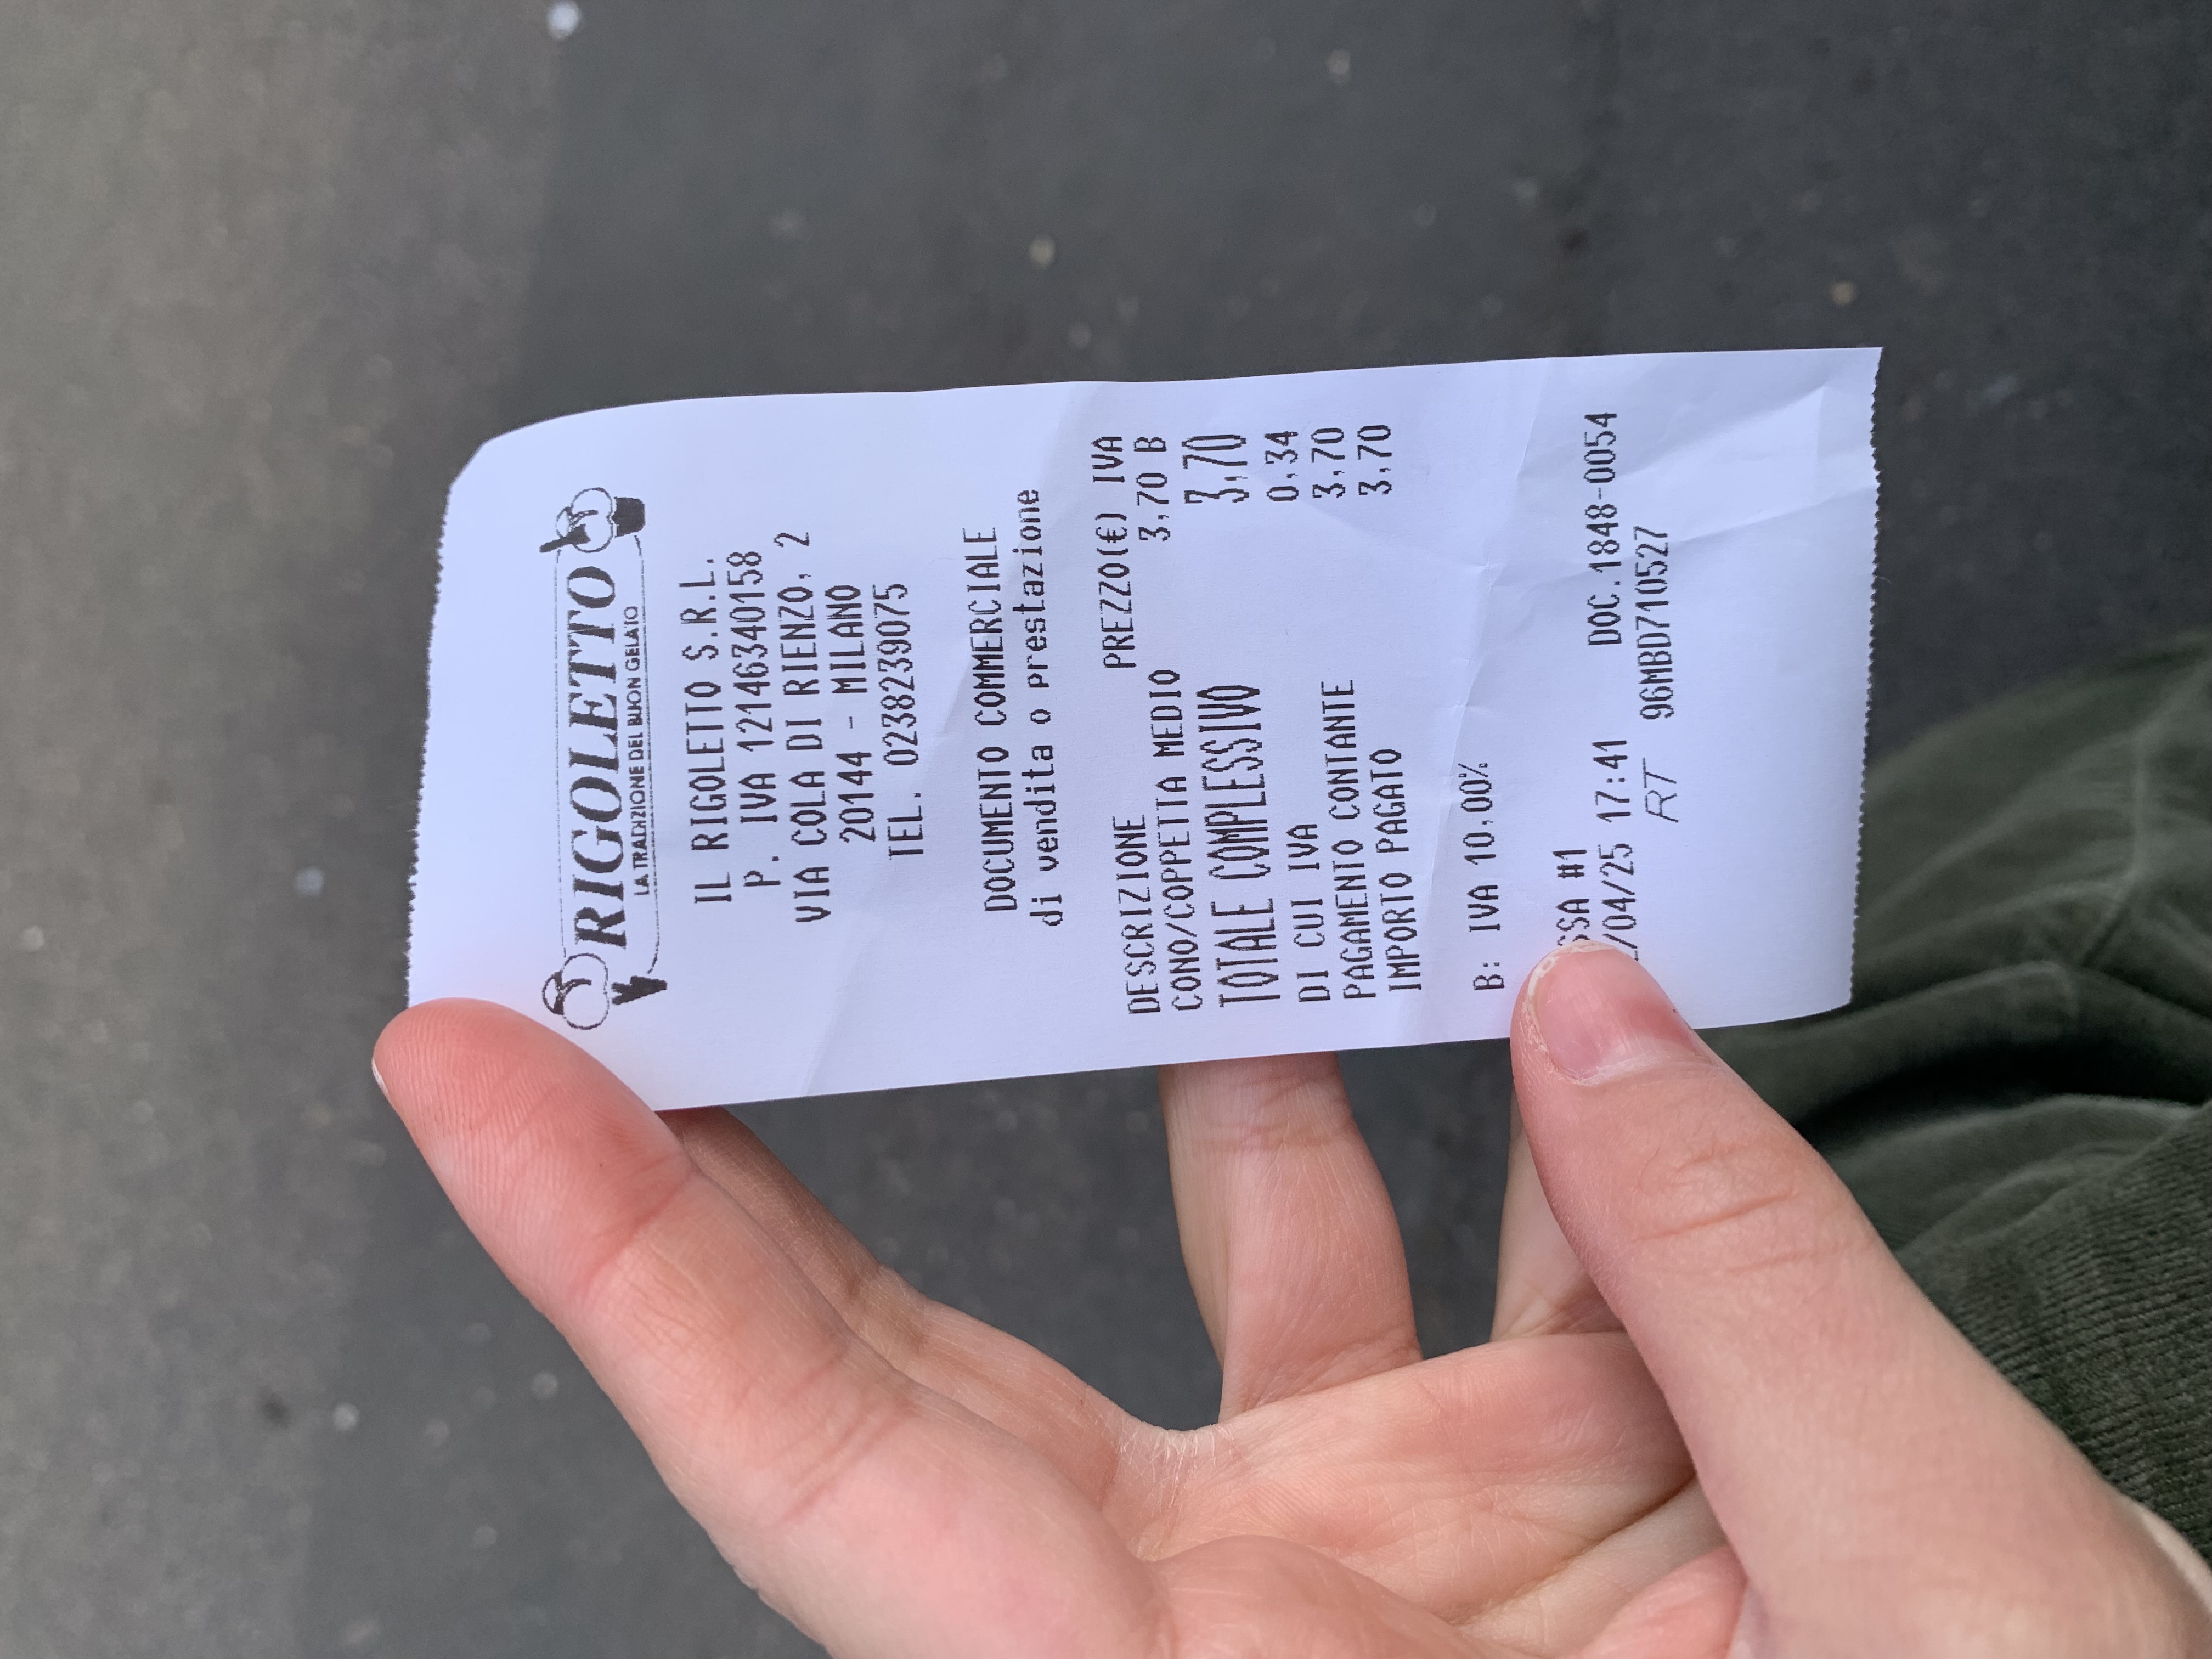 RIGOLETTO
LA TRADIZIONE DEL BUON GELATO
IL RIGOLETTO S.R.L.
P. IVA 12146340158
VIA COLA DI RIENZO, 2
20144 - MILANO
TEL. 0238239075
DOCUMENTO COMMERCIALE
di vendita o prestazione
DESCRIZIONE PREZZO(€) IVA
CONO/COPPETTA MEDIO 3,70 B
TOTALE COMPLESSIVO 3,70
DI CUI IVA 0,34
PAGAMENTO CONTANTE 3,70
IMPORTO PAGATO 3,70
B: IVA 10,00%
SSA #1
/04/25 17:41 DOC.1848-0054
RT 96MBD710527